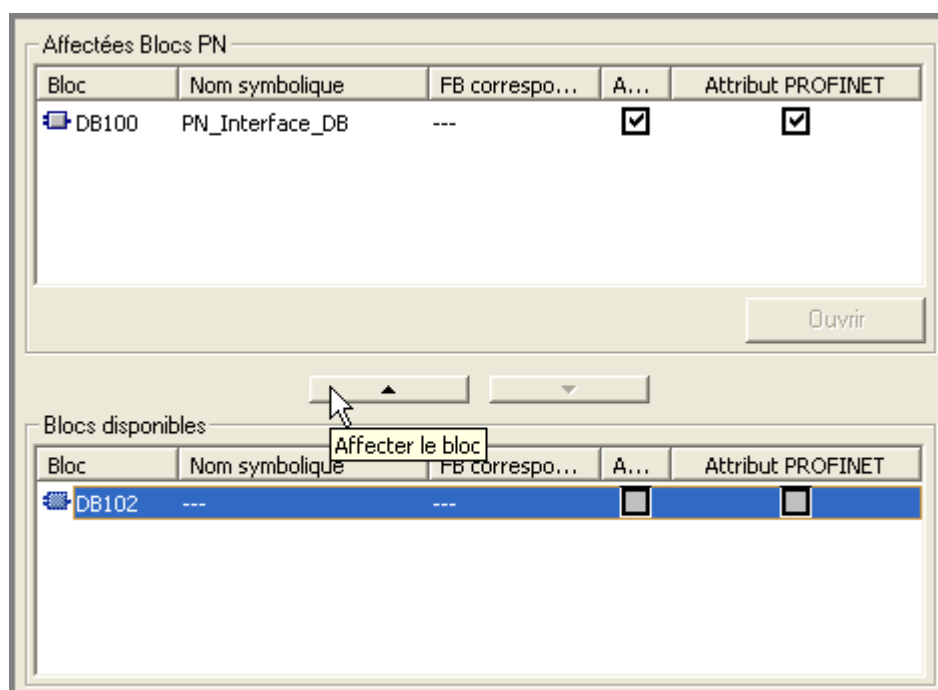 Affectées Blocs PN
Bloc Nom symbolique FB correspo... A... Attribut PROFINET
DB100 PN_Interface_DB ---
Ouvrir
Blocs disponibles
Affecter le bloc
Bloc Nom symbolique FB correspo... A... Attribut PROFINET
DB102 --- ---